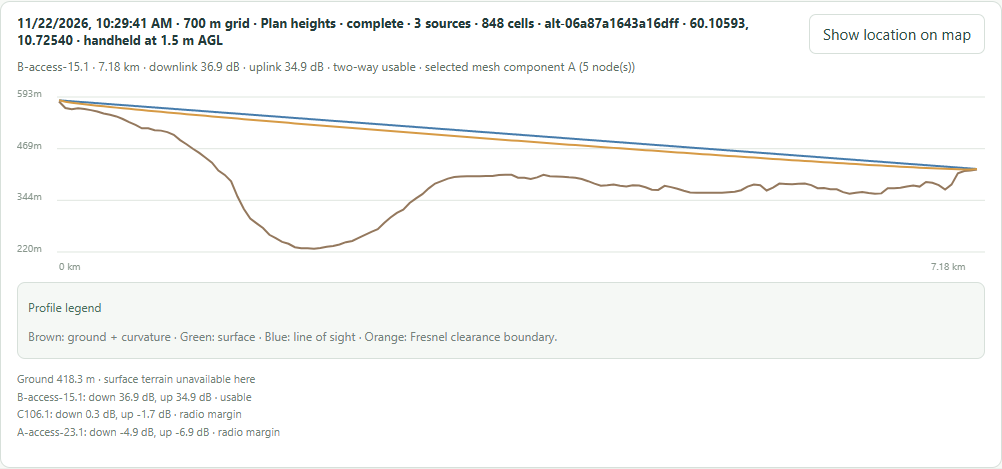 11/22/2026, 10:29:41 AM · 700 m grid · Plan heights · complete · 3 sources · 848 cells · alt-06a87a1643a16dff · 60.10593,
10.72540 · handheld at 1.5 m AGL
Show location on map
B-access-15.1 · 7.18 km · downlink 36.9 dB · uplink 34.9 dB · two-way usable · selected mesh component A (5 node(s))
593m
469m
344m
220m
0 km
7.18 km
Profile legend
Brown: ground + curvature · Green: surface · Blue: line of sight · Orange: Fresnel clearance boundary.
Ground 418.3 m · surface terrain unavailable here
B-access-15.1: down 36.9 dB, up 34.9 dB · usable
C106.1: down 0.3 dB, up -1.7 dB · radio margin
A-access-23.1: down -4.9 dB, up -6.9 dB · radio margin